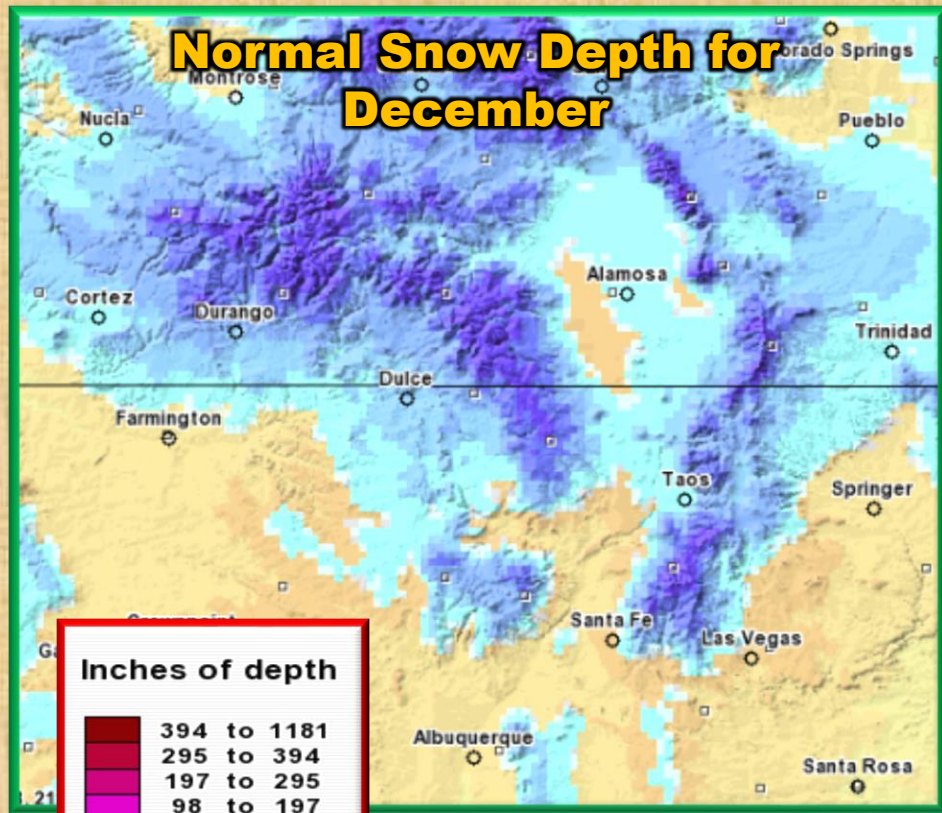 Normal Snow Depth for
December
orado Springs
Montrose
Nucla
Pueblo
Alamosa
Cortez
Durango
Trinidad
Dulce
Farmington
Taos
Springer
Santa Fe
Las Vegas
Inches of depth
394 to 1181
295 to 394
197 to 295
98 to 197
Albuquerque
Santa Rosa